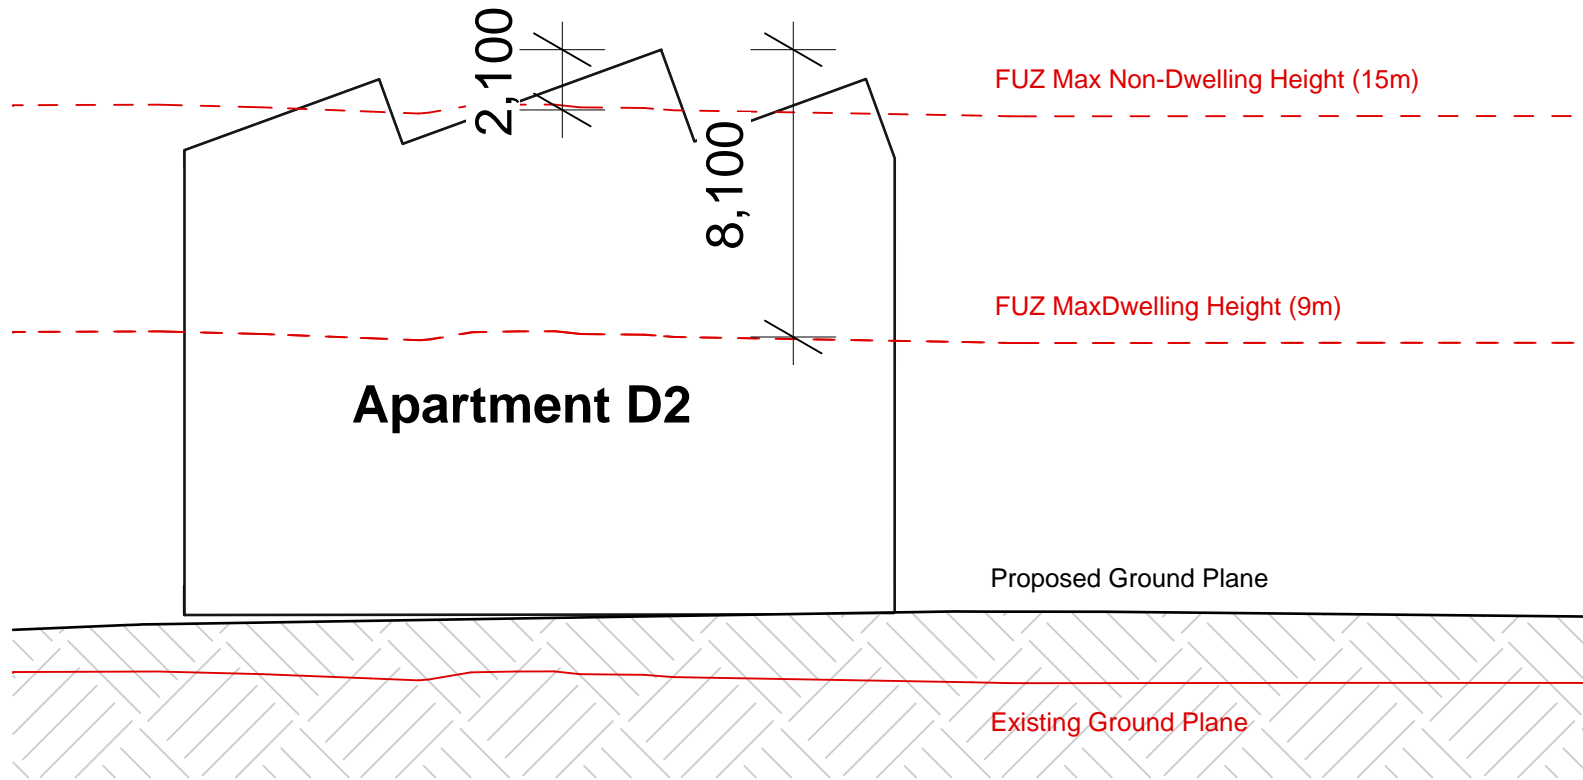 2,100
FUZ Max Non-Dwelling Height (15m)
8,100
FUZ MaxDwelling Height (9m)
Apartment D2
Proposed Ground Plane
Existing Ground Plane